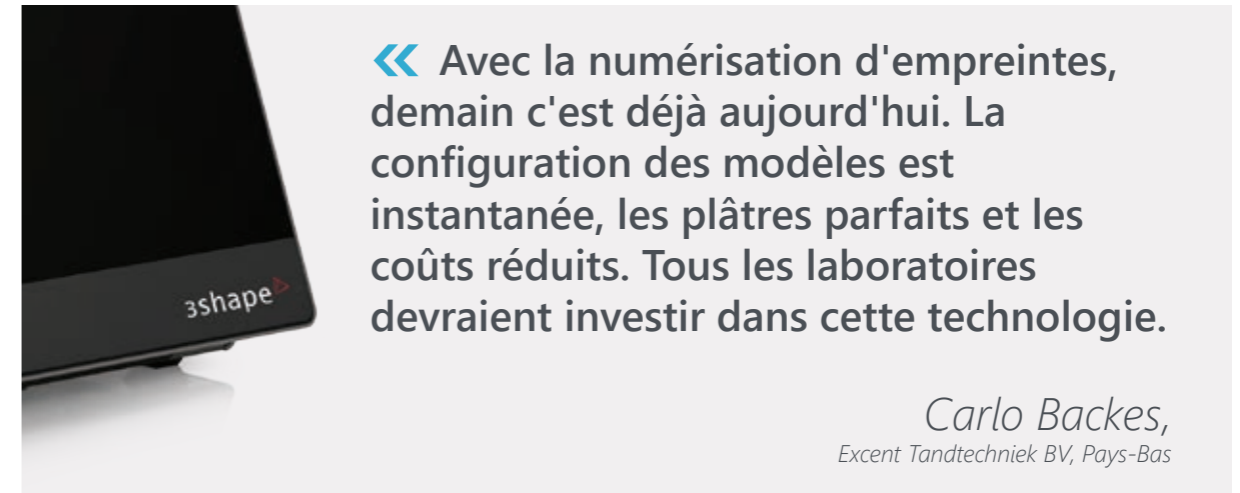 « Avec la numérisation d'empreintes,
demain c'est déjà aujourd'hui. La
configuration des modèles est
instantanée, les plâtres parfaits et les
coûts réduits. Tous les laboratoires
devraient investir dans cette technologie.
3shape
Carlo Backes,
Excent Tandtechniek BV, Pays-Bas